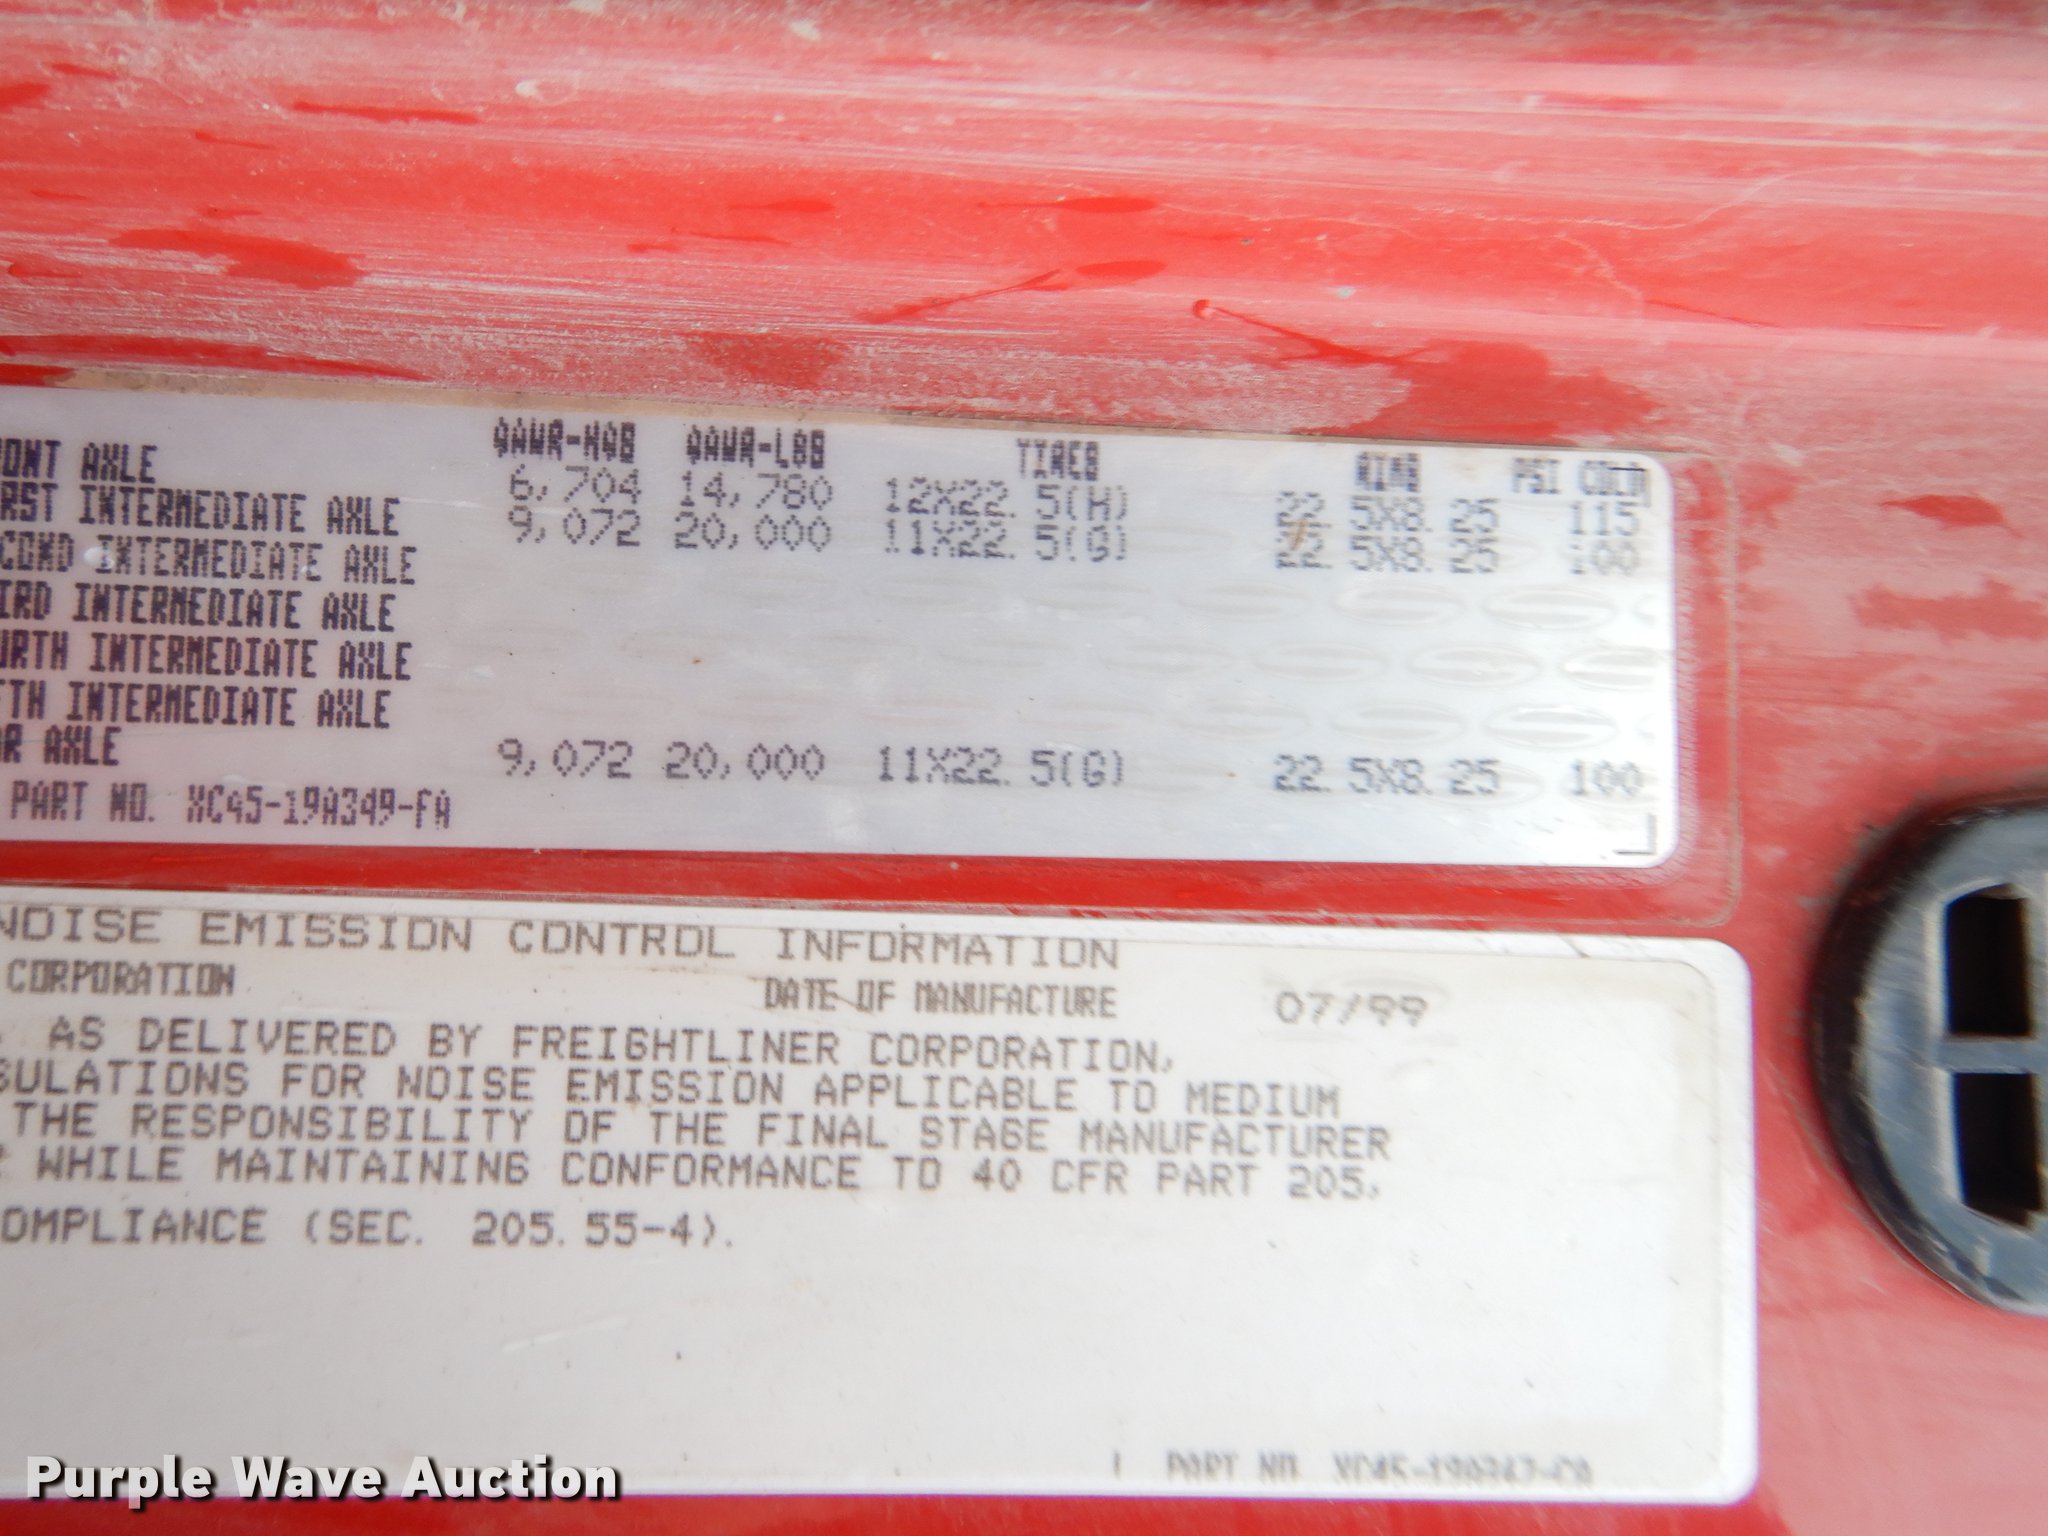 GAWR-KGS GAWR-LBS TIRES RIMS PSI COLD
ONT AXLE 6,704 14,780 12X22.5(H) 22.5X8.25 115
RST INTERMEDIATE AXLE 9,072 20,000 11X22.5(G) 22.5X8.25 100
COND INTERMEDIATE AXLE
IRD INTERMEDIATE AXLE
URTH INTERMEDIATE AXLE
FTH INTERMEDIATE AXLE
AR AXLE 9,072 20,000 11X22.5(G) 22.5X8.25 100
PART NO. XC45-19A349-FA
NOISE EMISSION CONTROL INFORMATION
CORPORATION DATE OF MANUFACTURE 07/99
AS DELIVERED BY FREIGHTLINER CORPORATION,
GULATIONS FOR NOISE EMISSION APPLICABLE TO MEDIUM
THE RESPONSIBILITY OF THE FINAL STAGE MANUFACTURER
WHILE MAINTAINING CONFORMANCE TO 40 CFR PART 205,
OMPLIANCE (SEC. 205.55-4).
PART NO.
Purple Wave Auction